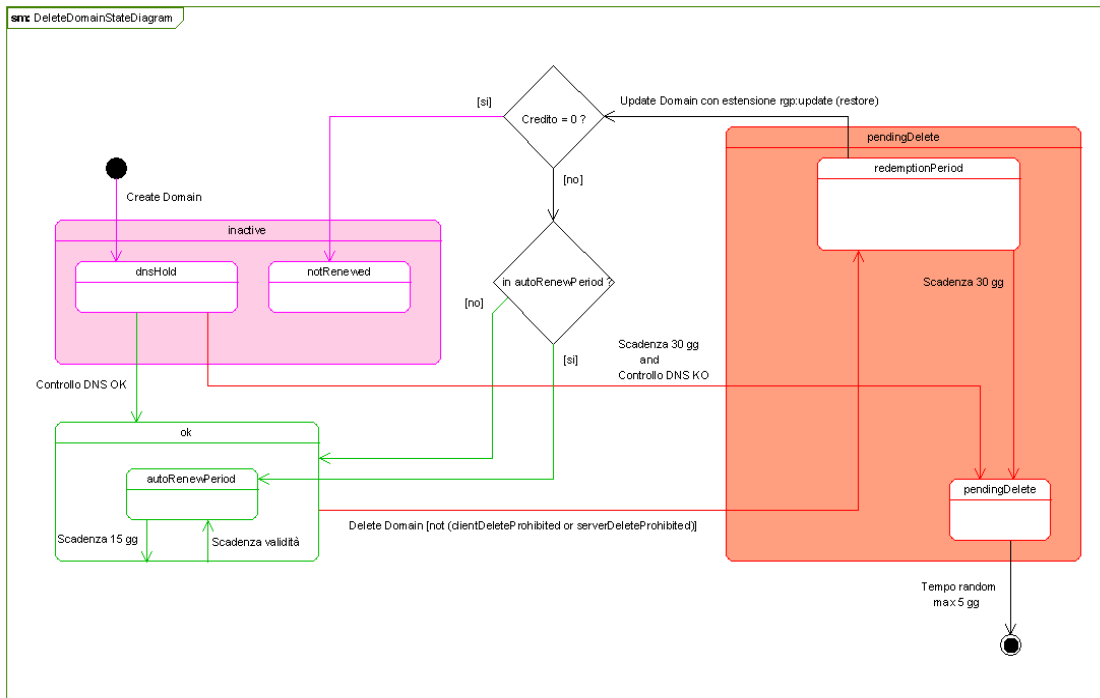 sm: DeleteDomainStateDiagram
[si]
Credito = 0 ?
Update Domain con estensione rgp:update (restore)
pendingDelete
redemptionPeriod
Create Domain
[no]
inactive
dnsHold
notRenewed
in autoRenewPeriod ?
[no]
Scadenza 30 gg
Scadenza 30 gg
and
Controllo DNS KO
[si]
Controllo DNS OK
ok
autoRenewPeriod
pendingDelete
Delete Domain [not (clientDeleteProhibited or serverDeleteProhibited)]
Scadenza 15 gg
Scadenza validità
Tempo random
max 5 gg